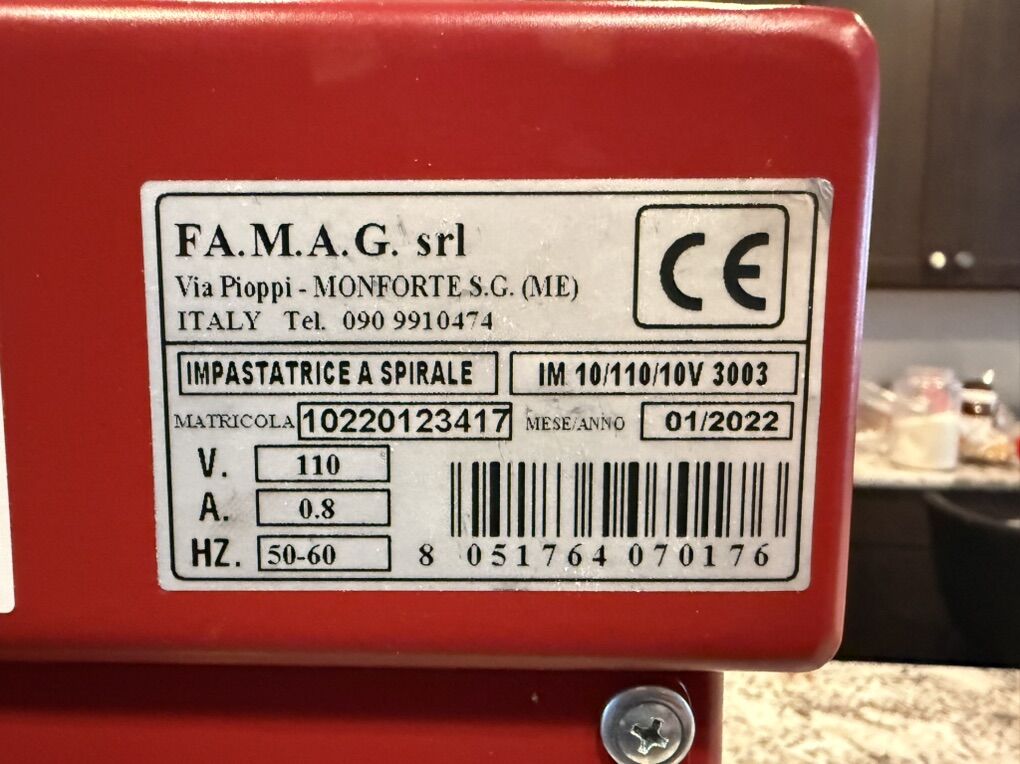 FA.M.A.G. srl
Via Pioppi - MONFORTE S.G. (ME)
ITALY Tel. 090 9910474
CE
IMPASTATRICE A SPIRALE IM 10/110/10V 3003
MATRICOLA 10220123417 MESE/ANNO 01/2022
V. 110
A. 0.8
HZ. 50-60
8 051764 070176